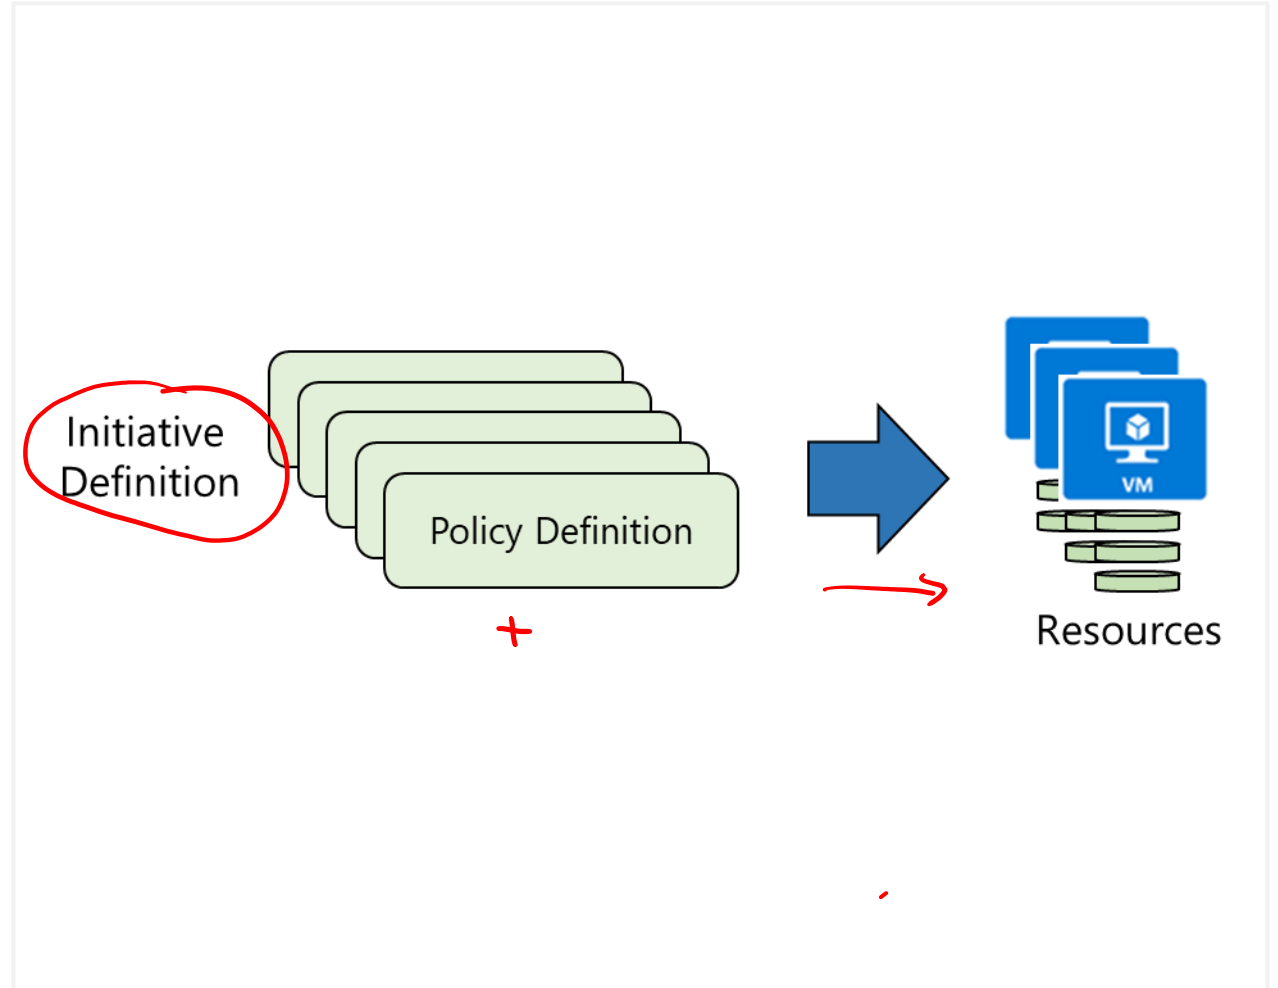 Initiative
Definition
Policy Definition
+
VM
Resources